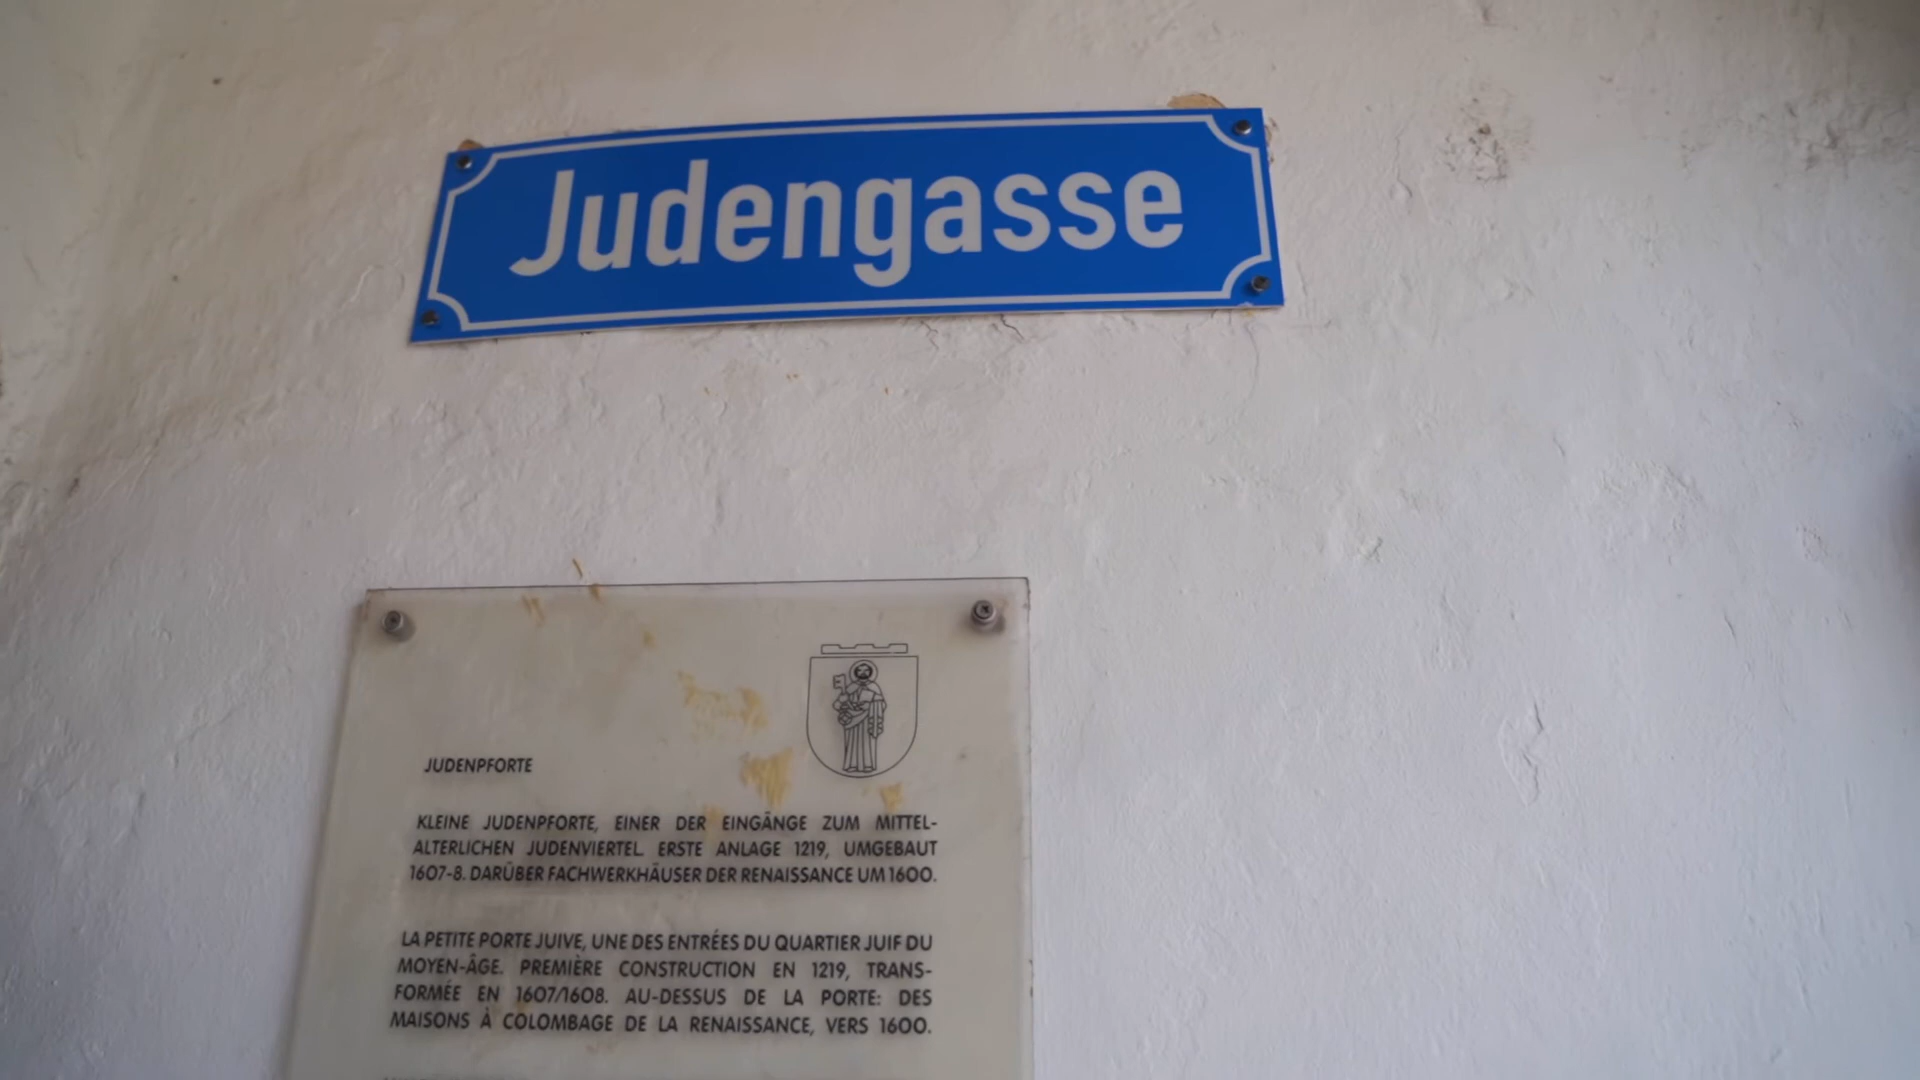 Judengasse
JUDENPFORTE
KLEINE JUDENPFORTE, EINER DER EINGÄNGE ZUM MITTEL-
ALTERLICHEN JUDENVIERTEL. ERSTE ANLAGE 1219, UMGEBAUT
1607-8. DARÜBER FACHWERKHÄUSER DER RENAISSANCE UM 1600.
LA PETITE PORTE JUIVE, UNE DES ENTRÉES DU QUARTIER JUIF DU
MOYEN-ÂGE. PREMIÈRE CONSTRUCTION EN 1219, TRANS-
FORMÉE EN 1607/1608. AU-DESSUS DE LA PORTE: DES
MAISONS À COLOMBAGE DE LA RENAISSANCE, VERS 1600.